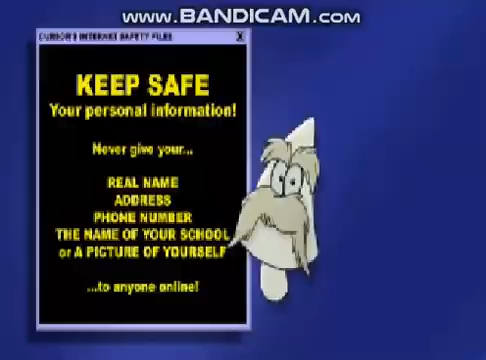 www.BANDICAM.com
CURSOR'S INTERNET SAFETY FILES X
KEEP SAFE
Your personal information!
Never give your...
REAL NAME
ADDRESS
PHONE NUMBER
THE NAME OF YOUR SCHOOL
or A PICTURE OF YOURSELF
...to anyone online!